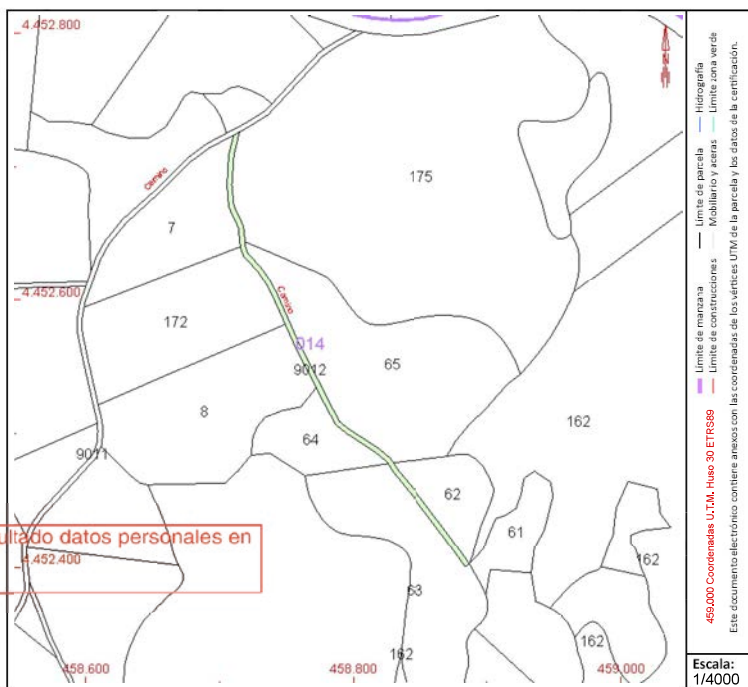 4.452.800
Camino
175
7
4.452.600
Camino
172
014
9012
65
8
162
64
9011
62
61
ultado datos personales en
4.452.400
162
63
162
162
458.600
458.800
459.000
Límite de manzana
Límite de parcela
Hidrografía
Límite de construcciones
Mobiliario y aceras
Límite zona verde
459.000 Coordenadas U.T.M. Huso 30 ETRS89
Este documento electrónico contiene anexos con las coordenadas de los vértices UTM de la parcela y los datos de la certificación.
Escala:
1/4000